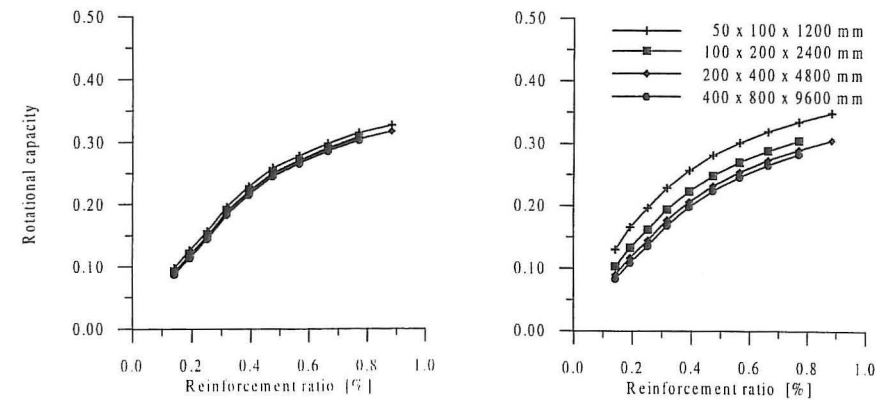 0.50
0.40
0.30
0.20
0.10
0.00
Rotational capacity
0.0 0.2 0.4 0.6 0.8 1.0
Reinforcement ratio [%]
0.50
0.40
0.30
0.20
0.10
0.00
50 x 100 x 1200 mm
100 x 200 x 2400 mm
200 x 400 x 4800 mm
400 x 800 x 9600 mm
0.0 0.2 0.4 0.6 0.8 1.0
Reinforcement ratio [%]